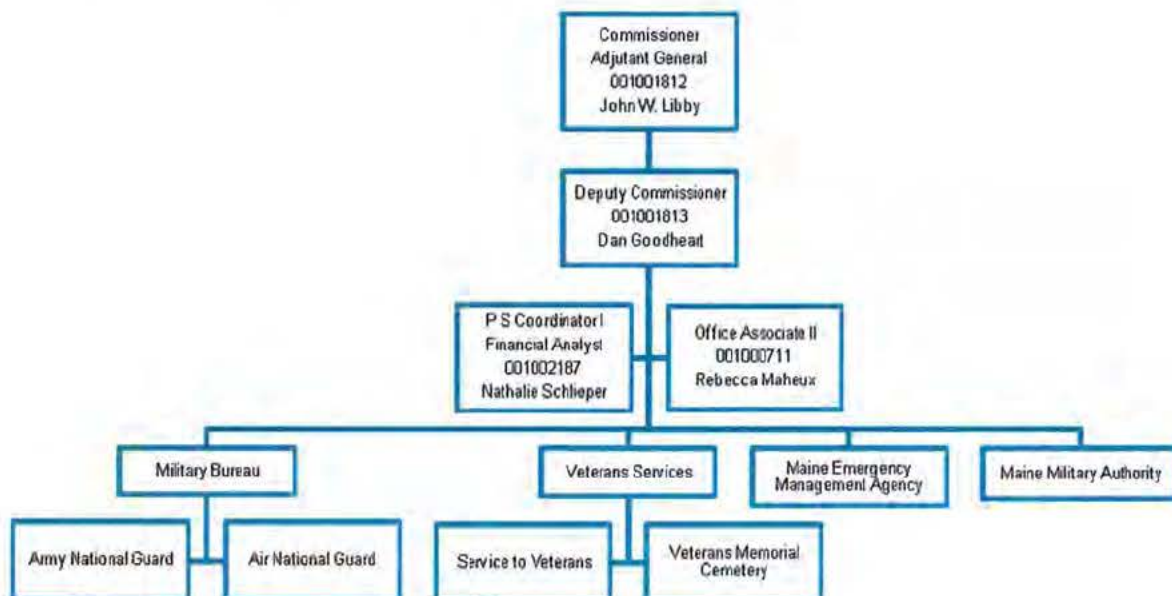 Commissioner
Adjutant General
001001812
John W. Libby
Deputy Commissioner
001001813
Dan Goodheart
P S Coordinator I
Financial Analyst
001002187
Nathalie Schlieper
Office Associate II
001000711
Rebecca Maheux
Military Bureau
Veterans Services
Maine Emergency
Management Agency
Maine Military Authority
Army National Guard
Air National Guard
Service to Veterans
Veterans Memorial
Cemetery